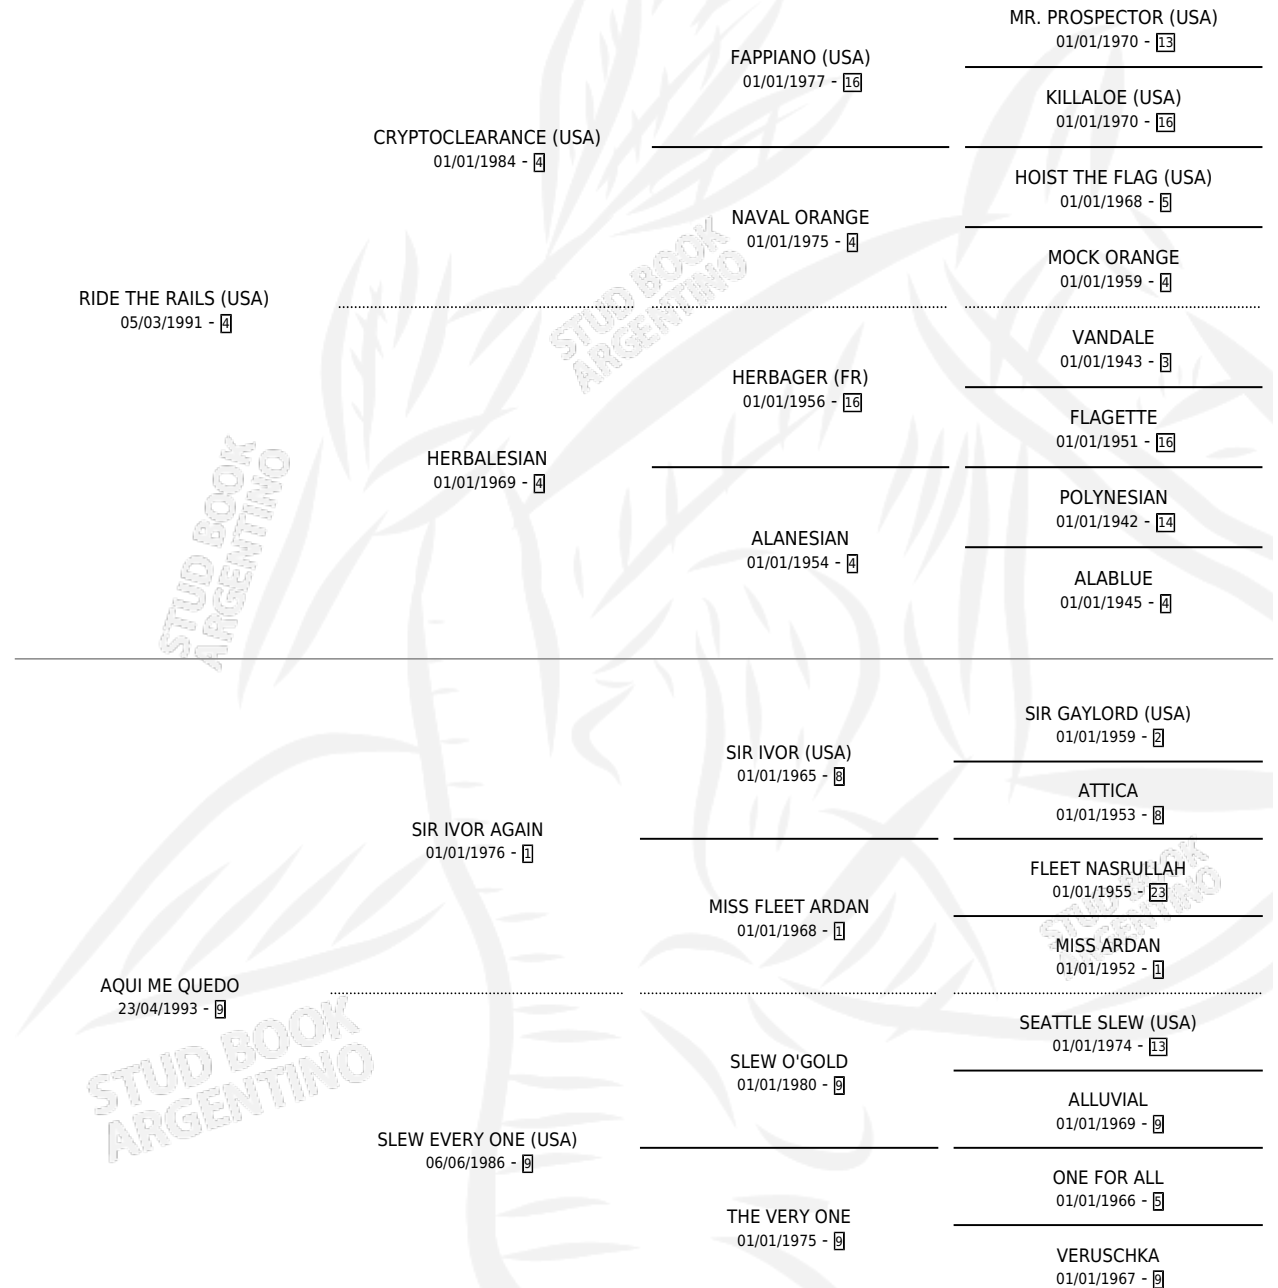 MR. PROSPECTOR (USA)
01/01/1970 - 13
FAPPIANO (USA)
01/01/1977 - 16
KILLALOE (USA)
01/01/1970 - 16
CRYPTOCLEARANCE (USA)
01/01/1984 - 4
HOIST THE FLAG (USA)
01/01/1968 - 5
NAVAL ORANGE
01/01/1975 - 4
MOCK ORANGE
01/01/1959 - 4
RIDE THE RAILS (USA)
05/03/1991 - 4
VANDALE
01/01/1943 - 3
HERBAGER (FR)
01/01/1956 - 16
FLAGETTE
01/01/1951 - 16
HERBALESIAN
01/01/1969 - 4
POLYNESIAN
01/01/1942 - 14
ALANESIAN
01/01/1954 - 4
ALABLUE
01/01/1945 - 4
STUD BOOK
ARGENTINO
STUD BOOK
ARGENTINO
SIR GAYLORD (USA)
01/01/1959 - 2
SIR IVOR (USA)
01/01/1965 - 8
ATTICA
01/01/1953 - 8
SIR IVOR AGAIN
01/01/1976 - 1
FLEET NASRULLAH
01/01/1955 - 23
MISS FLEET ARDAN
01/01/1968 - 1
MISS ARDAN
01/01/1952 - 1
AQUI ME QUEDO
23/04/1993 - 9
SEATTLE SLEW (USA)
01/01/1974 - 13
SLEW O'GOLD
01/01/1980 - 9
ALLUVIAL
01/01/1969 - 9
SLEW EVERY ONE (USA)
06/06/1986 - 9
ONE FOR ALL
01/01/1966 - 5
THE VERY ONE
01/01/1975 - 9
VERUSCHKA
01/01/1967 - 9
STUD BOOK
ARGENTINO
STUD BOOK
ARGENTINO